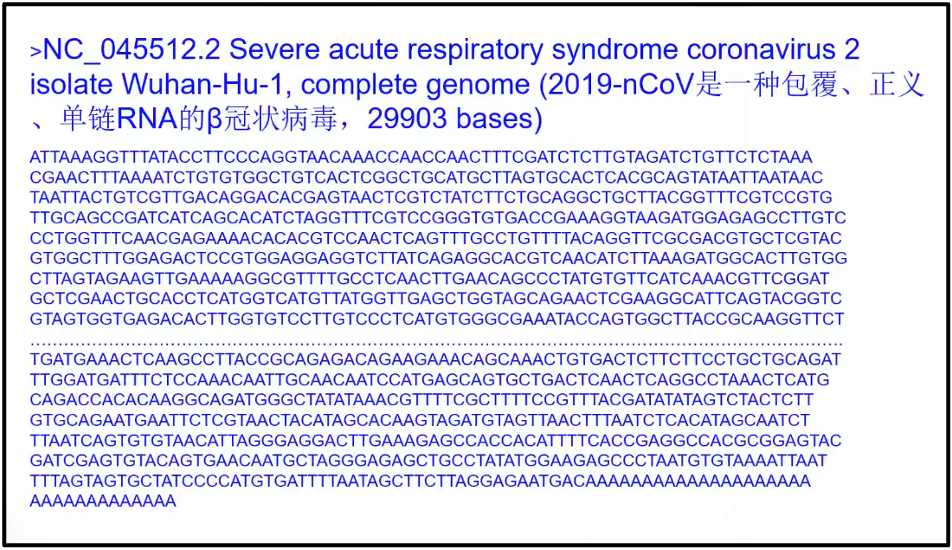 >NC_045512.2 Severe acute respiratory syndrome coronavirus 2
isolate Wuhan-Hu-1, complete genome (2019-nCoV是一种包覆、正义
、单链RNA的β冠状病毒，29903 bases)
ATTAAAGGTTTATACCTTCCCAGGTAACAAACCAACCAACTTTCGATCTCTTGTAGATCTGTTCTCTAAA
CGAACTTTAAAATCTGTGTGGCTGTCACTCGGCTGCATGCTTAGTGCACTCACGCAGTATAATTAATAAC
TAATTACTGTCGTTGACAGGACACGAGTAACTCGTCTATCTTCTGCAGGCTGCTTACGGTTTCGTCCGTG
TTGCAGCCGATCATCAGCACATCTAGGTTTCGTCCGGGTGTGACCGAAAGGTAAGATGGAGAGCCTTGTC
CCTGGTTTCAACGAGAAAACACACGTCCAACTCAGTTTGCCTGTTTTACAGGTTCGCGACGTGCTCGTAC
GTGGCTTTGGAGACTCCGTGGAGGAGGTCTTATCAGAGGCACGTCAACATCTTAAAGATGGCACTTGTGG
CTTAGTAGAAGTTGAAAAAGGCGTTTTGCCTCAACTTGAACAGCCCTATGTGTTCATCAAACGTTCGGAT
GCTCGAACTGCACCTCATGGTCATGTTATGGTTGAGCTGGTAGCAGAACTCGAAGGCATTCAGTACGGTC
GTAGTGGTGAGACACTTGGTGTCCTTGTCCCTCATGTGGGCGAAATACCAGTGGCTTACCGCAAGGTTCT
……………………………………………………………………………………………………………………….
TGATGAAACTCAAGCCTTACCGCAGAGACAGAAGAAACAGCAAACTGTGACTCTTCTTCCTGCTGCAGAT
TTGGATGATTTCTCCAAACAATTGCAACAATCCATGAGCAGTGCTGACTCAACTCAGGCCTAAACTCATG
CAGACCACACAAGGCAGATGGGCTATATAAACGTTTTCGCTTTTCCGTTTACGATATATAGTCTACTCTT
GTGCAGAATGAATTCTCGTAACTACATAGCACAAGTAGATGTAGTTAACTTTAATCTCACATAGCAATCT
TTAATCAGTGTGTAACATTAGGGAGGACTTGAAAGAGCCACCACATTTTCACCGAGGCCACGCGGAGTAC
GATCGAGTGTACAGTGAACAATGCTAGGGAGAGCTGCCTATATGGAAGAGCCCTAATGTGTAAAATTAAT
TTTAGTAGTGCTATCCCCATGTGATTTTAATAGCTTCTTAGGAGAATGACAAAAAAAAAAAAAAAAAAAA
AAAAAAAAAAAAA